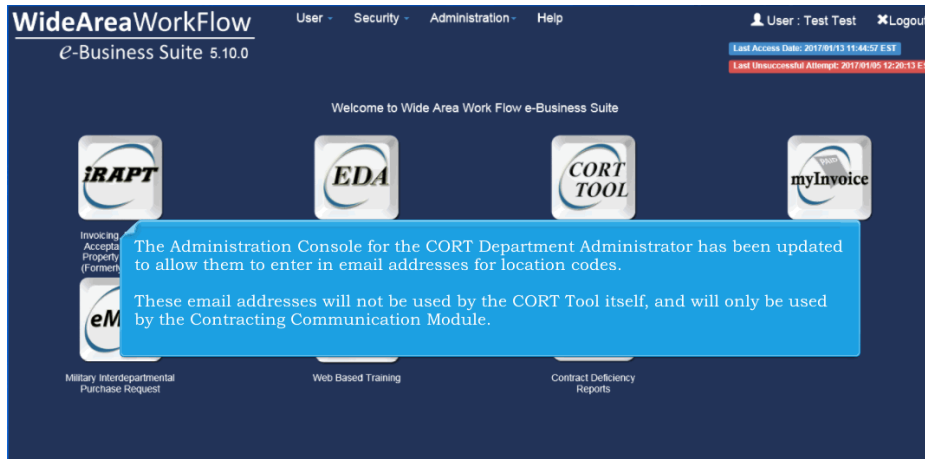 WideAreaWorkFlow
e-Business Suite 5.10.0
User Security Administration Help
User : Test Test Logout
Last Access Date: 2017/01/13 11:44:57 EST
Last Unsuccessful Attempt: 2017/01/05 12:20:13
Welcome to Wide Area Work Flow e-Business Suite
iRAPT
EDA
CORT
TOOL
PAID
myInvoice
Invoicing,
Property
(Formerly
The Administration Console for the CORT Department Administrator has been updated
to allow them to enter in email addresses for location codes.
These email addresses will not be used by the CORT Tool itself, and will only be used
by the Contracting Communication Module.
Military Interdepartmental
Purchase Request
Web Based Training
Contract Deficiency
Reports